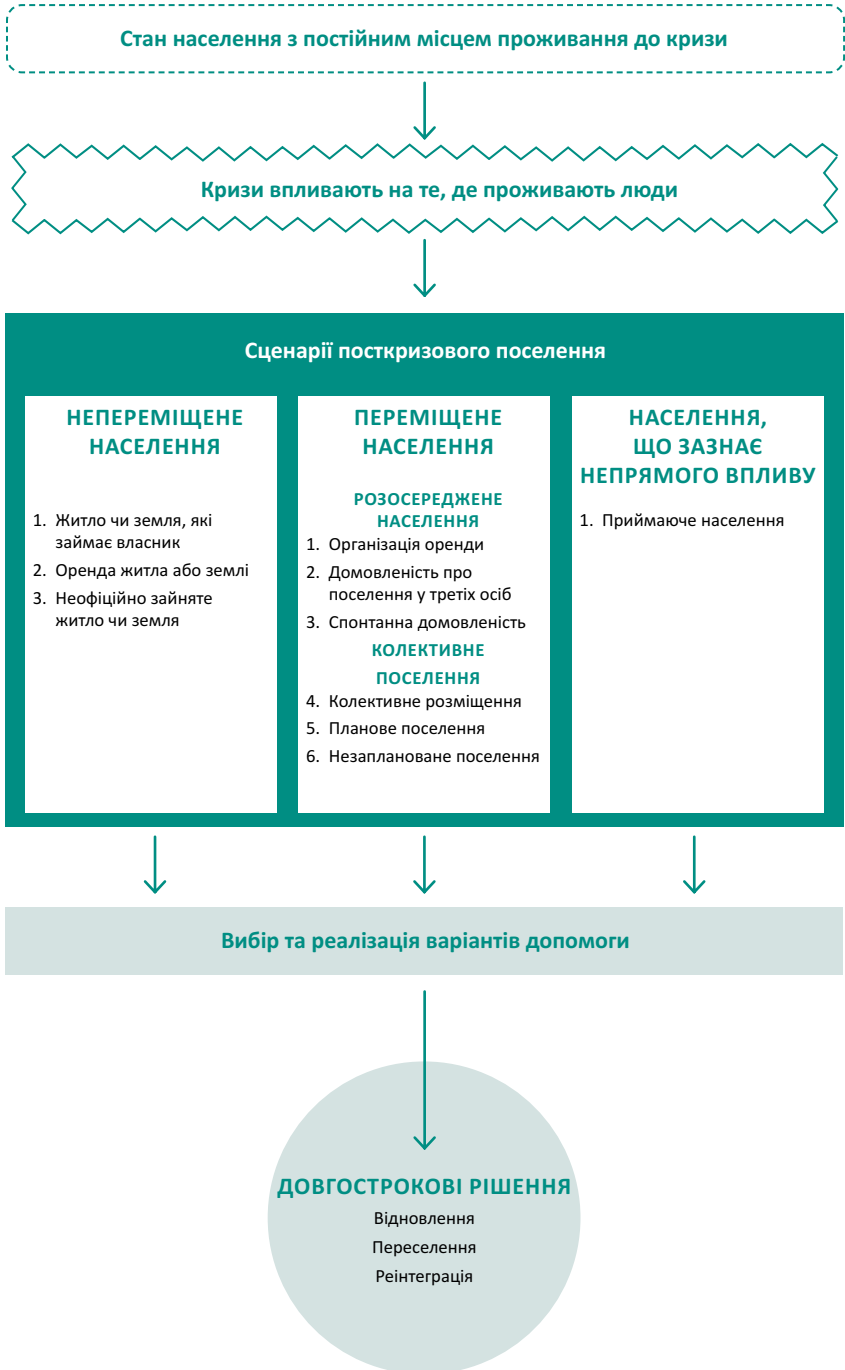 Стан населення з постійним місцем проживання до кризи
Кризи впливають на те, де проживають люди
Сценарії посткризового поселення
НЕПЕРЕМІЩЕНЕ
НАСЕЛЕННЯ
1. Житло чи земля, які
займає власник
2. Оренда житла або землі
3. Неофіційно зайняте
житло чи земля
ПЕРЕМІЩЕНЕ
НАСЕЛЕННЯ
РОЗОСЕРЕДЖЕНЕ
НАСЕЛЕННЯ
1. Організація оренди
2. Домовленість про
поселення у третіх осіб
3. Спонтанна домовленість
КОЛЕКТИВНЕ
ПОСЕЛЕННЯ
4. Колективне розміщення
5. Планове поселення
6. Незаплановане поселення
НАСЕЛЕННЯ,
ЩО ЗАЗНАЄ
НЕПРЯМОГО ВПЛИВУ
1. Приймаюче населення
Вибір та реалізація варіантів допомоги
ДОВГОСТРОКОВІ РІШЕННЯ
Відновлення
Переселення
Реінтеграція